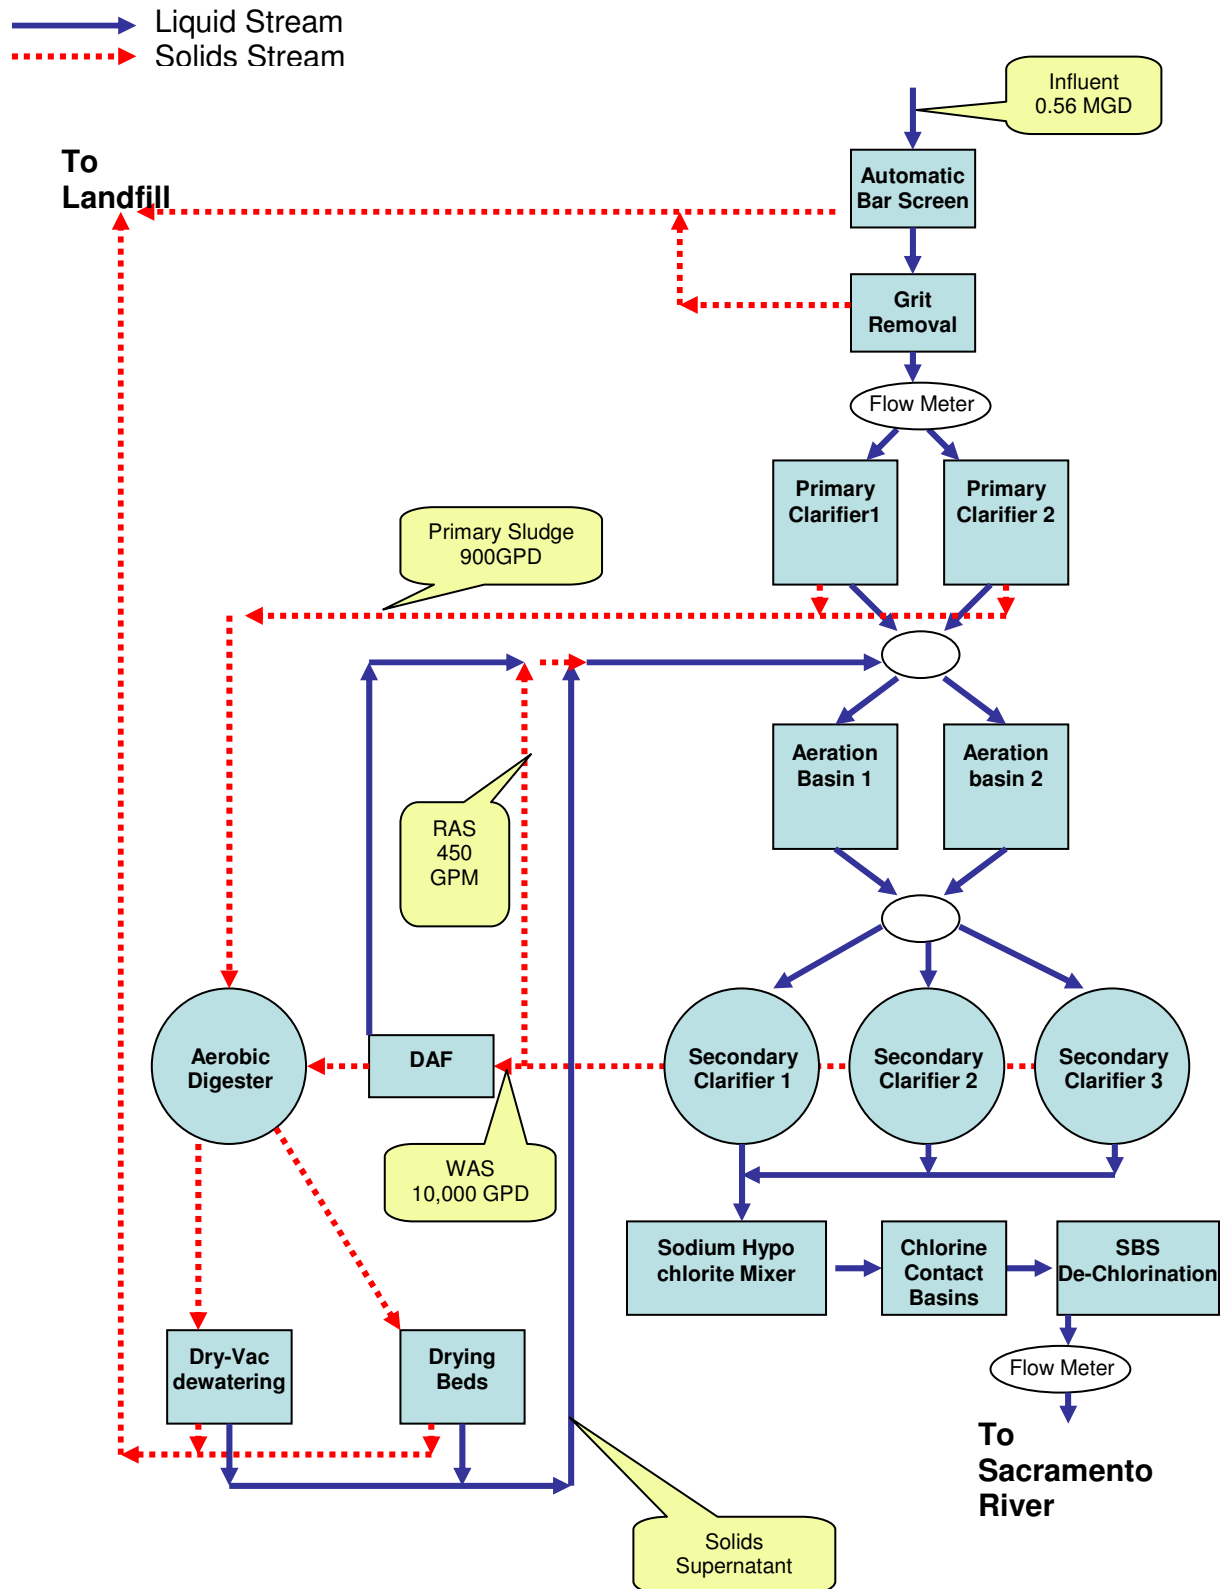 Liquid Stream
Solids Stream
Influent
0.56 MGD
To
Landfill
Automatic
Bar Screen
Grit
Removal
Flow Meter
Primary
Clarifier1
Primary
Clarifier 2
Primary Sludge
900GPD
Aeration
Basin 1
Aeration
basin 2
RAS
450
GPM
Aerobic
Digester
DAF
Secondary
Clarifier 1
Secondary
Clarifier 2
Secondary
Clarifier 3
WAS
10,000 GPD
Sodium Hypo
chlorite Mixer
Chlorine
Contact
Basins
SBS
De-Chlorination
Dry-Vac
dewatering
Drying
Beds
Flow Meter
To
Sacramento
River
Solids
Supernatant